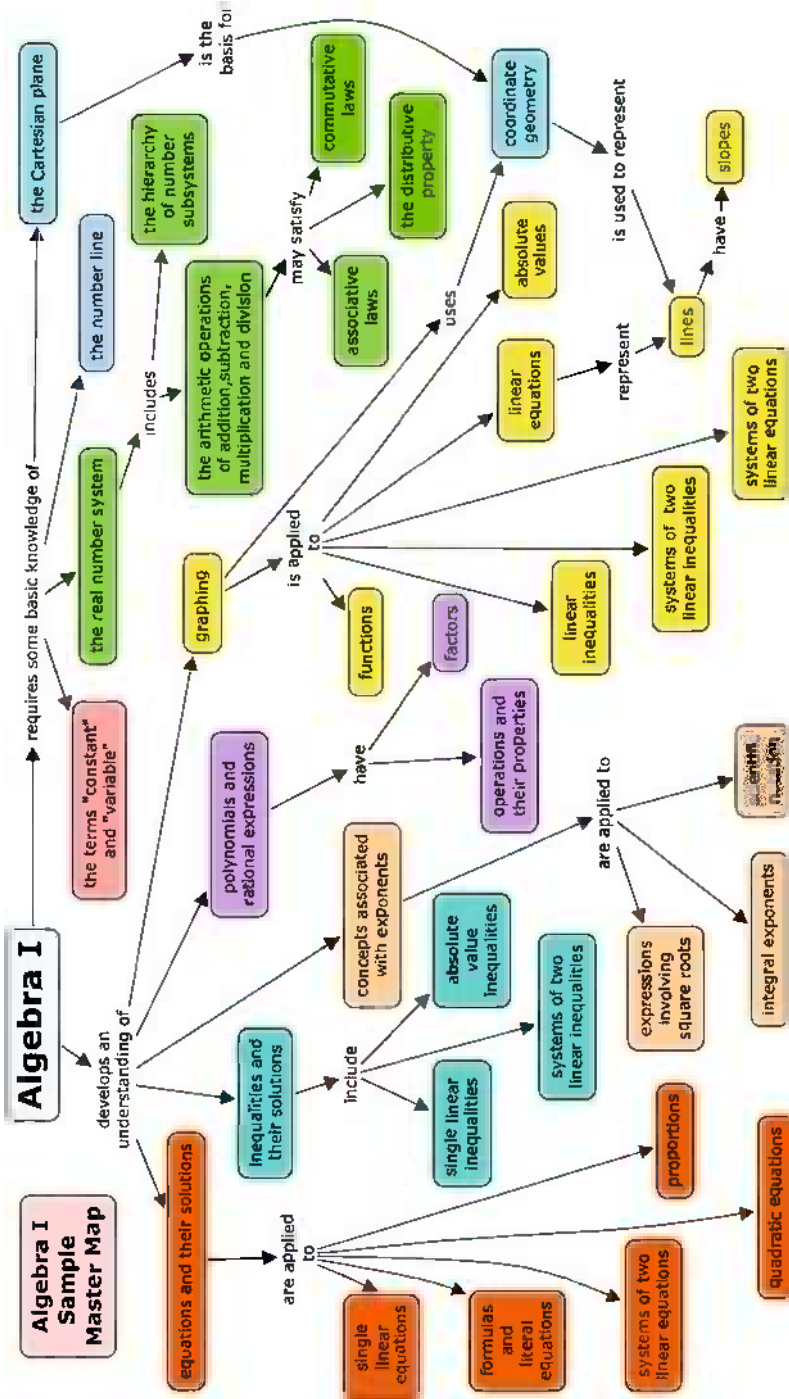 Algebra I
Sample
Master Map
Algebra I
requires some basic knowledge of
the Cartesian plane
is the
basis for
the terms "constant"
and "variable"
the real number system
the number line
includes
the hierarchy
of number
subsystems
the arithmetic operations
of addition,subtraction,
multiplication and division
may satisfy
commutative
laws
associative
laws
the distributive
property
develops an
understanding of
equations and their solutions
Inequalities and
their solutions
concepts associated
with exponents
polynomials and
rational expressions
graphing
are applied
to
single
linear
equations
formulas
and
literal
equations
systems of two
linear equations
quadratic equations
proportions
include
single linear
inequalities
absolute
value
Inequalities
systems of two
linear inequalities
are applied to
expressions
involving
square roots
integral exponents
have
factors
operations and
their properties
is applied
to
uses
functions
coordinate
geometry
absolute
values
linear
equations
represent
is used to represent
lines
have
slopes
linear
inequalities
systems of two
linear inequalities
systems of two
linear equations